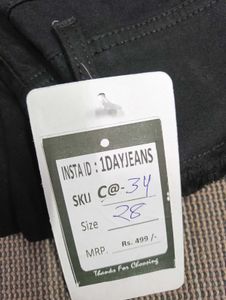 INSTA ID : 1DAYJEANS
SKU C@-34
Size 28
MRP. Rs. 499 /-
Thanks For Choosing